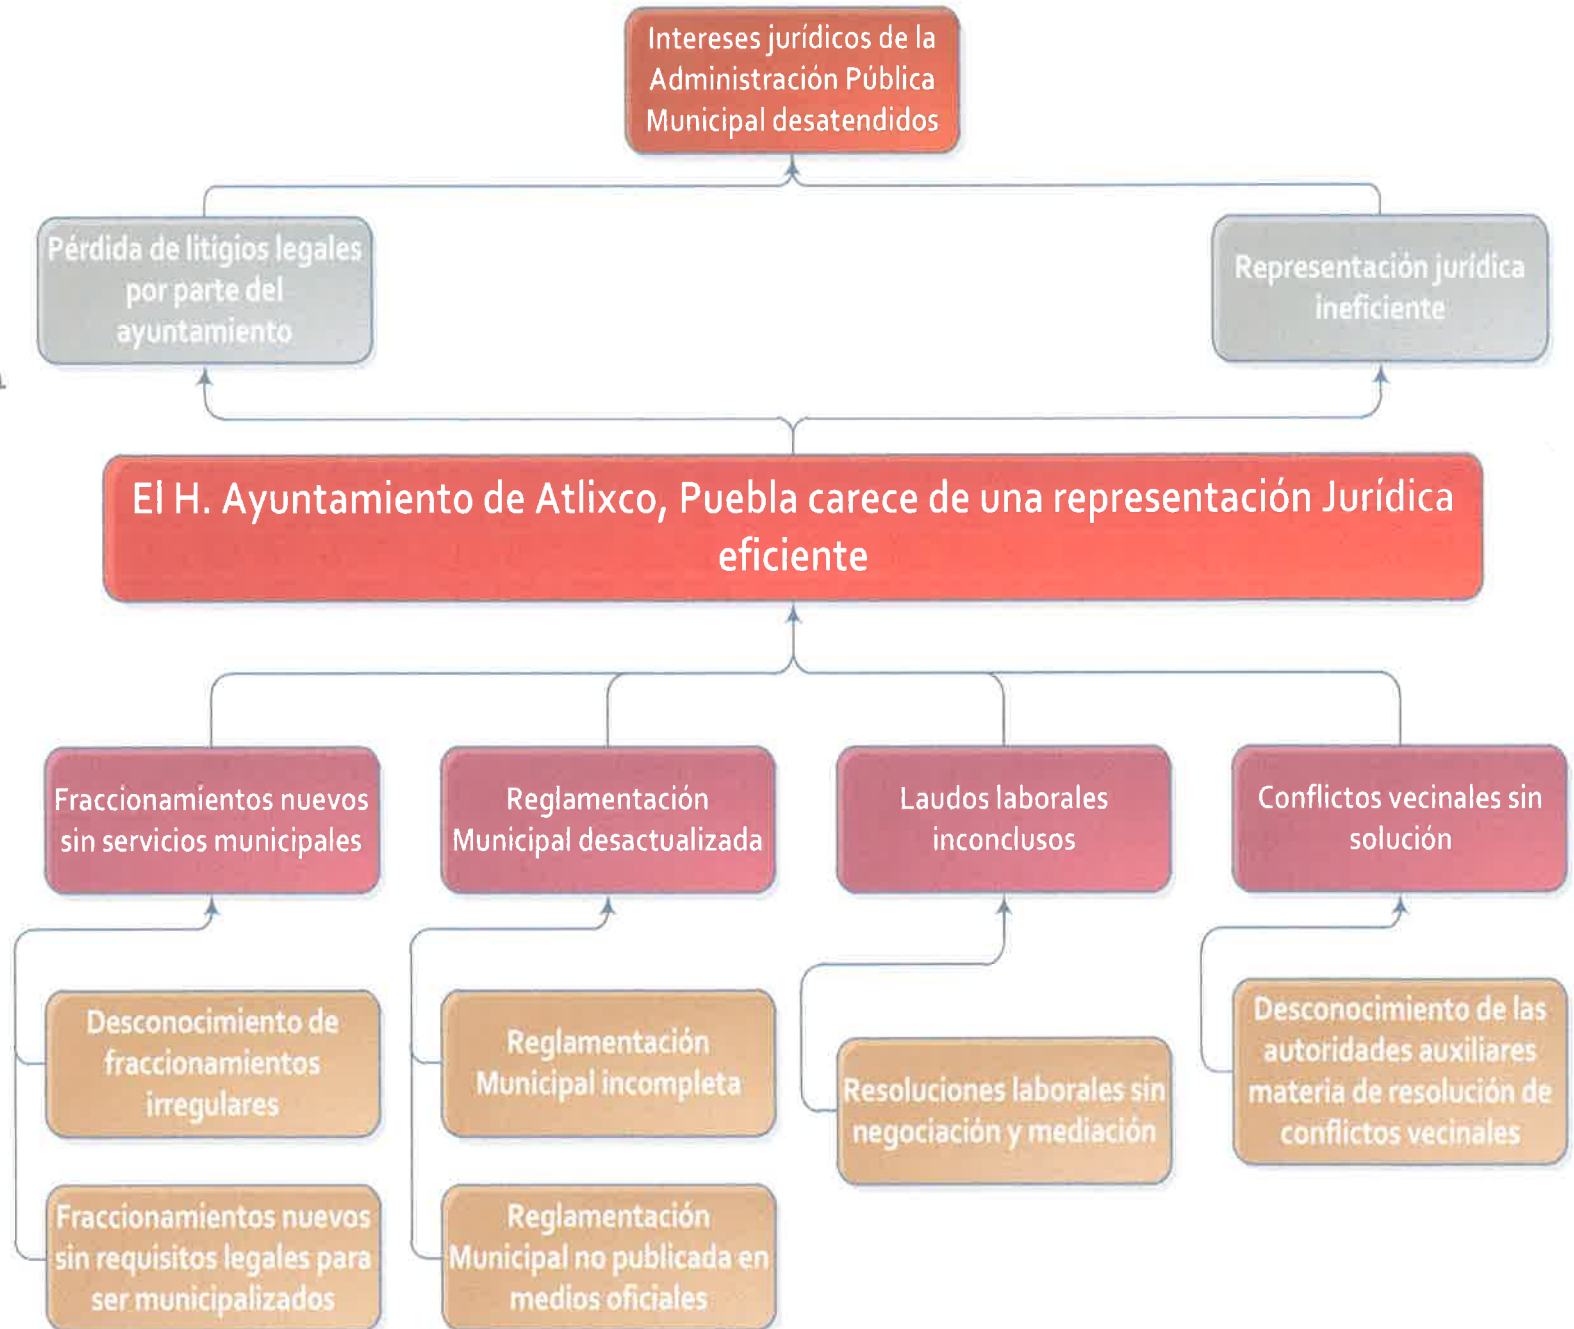 Intereses jurídicos de la
Administración Pública
Municipal desatendidos
Pérdida de litigios legales
por parte del
ayuntamiento
Representación jurídica
ineficiente
El H. Ayuntamiento de Atlixco, Puebla carece de una representación Jurídica
eficiente
Fraccionamientos nuevos
sin servicios municipales
Reglamentación
Municipal desactualizada
Laudos laborales
inconclusos
Conflictos vecinales sin
solución
Desconocimiento de
fraccionamientos
irregulares
Reglamentación
Municipal incompleta
Resoluciones laborales sin
negociación y mediación
Desconocimiento de las
autoridades auxiliares
materia de resolución de
conflictos vecinales
Fraccionamientos nuevos
sin requisitos legales para
ser municipalizados
Reglamentación
Municipal no publicada en
medios oficiales